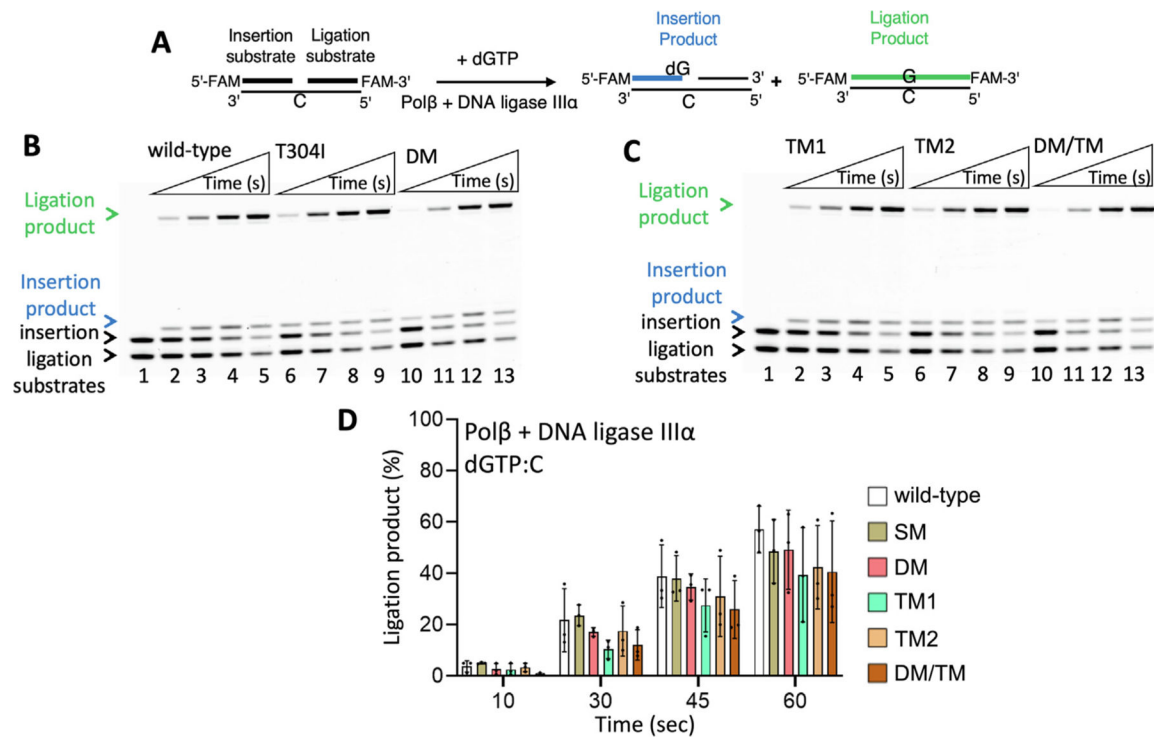 A
Insertion
substrate
Ligation
substrate
5'-FAM
FAM-3'
3'
C
5'
+ dGTP
Polβ + DNA ligase IIIα
Insertion
Product
5'-FAM
dG
3'
3'
C
5'
+
Ligation
Product
5'-FAM
G
FAM-3'
3'
C
5'
B
wild-type
T304I
DM
Time (s)
Time (s)
Time (s)
Ligation
product
Insertion
product
insertion
ligation
substrates
1 2 3 4 5 6 7 8 9 10 11 12 13
C
TM1
TM2
DM/TM
Time (s)
Time (s)
Time (s)
Ligation
product
Insertion
product
insertion
ligation
substrates
1 2 3 4 5 6 7 8 9 10 11 12 13
D
Polβ + DNA ligase IIIα
dGTP:C
Ligation product (%)
100
80
60
40
20
0
10 30 45 60
Time (sec)
wild-type
SM
DM
TM1
TM2
DM/TM